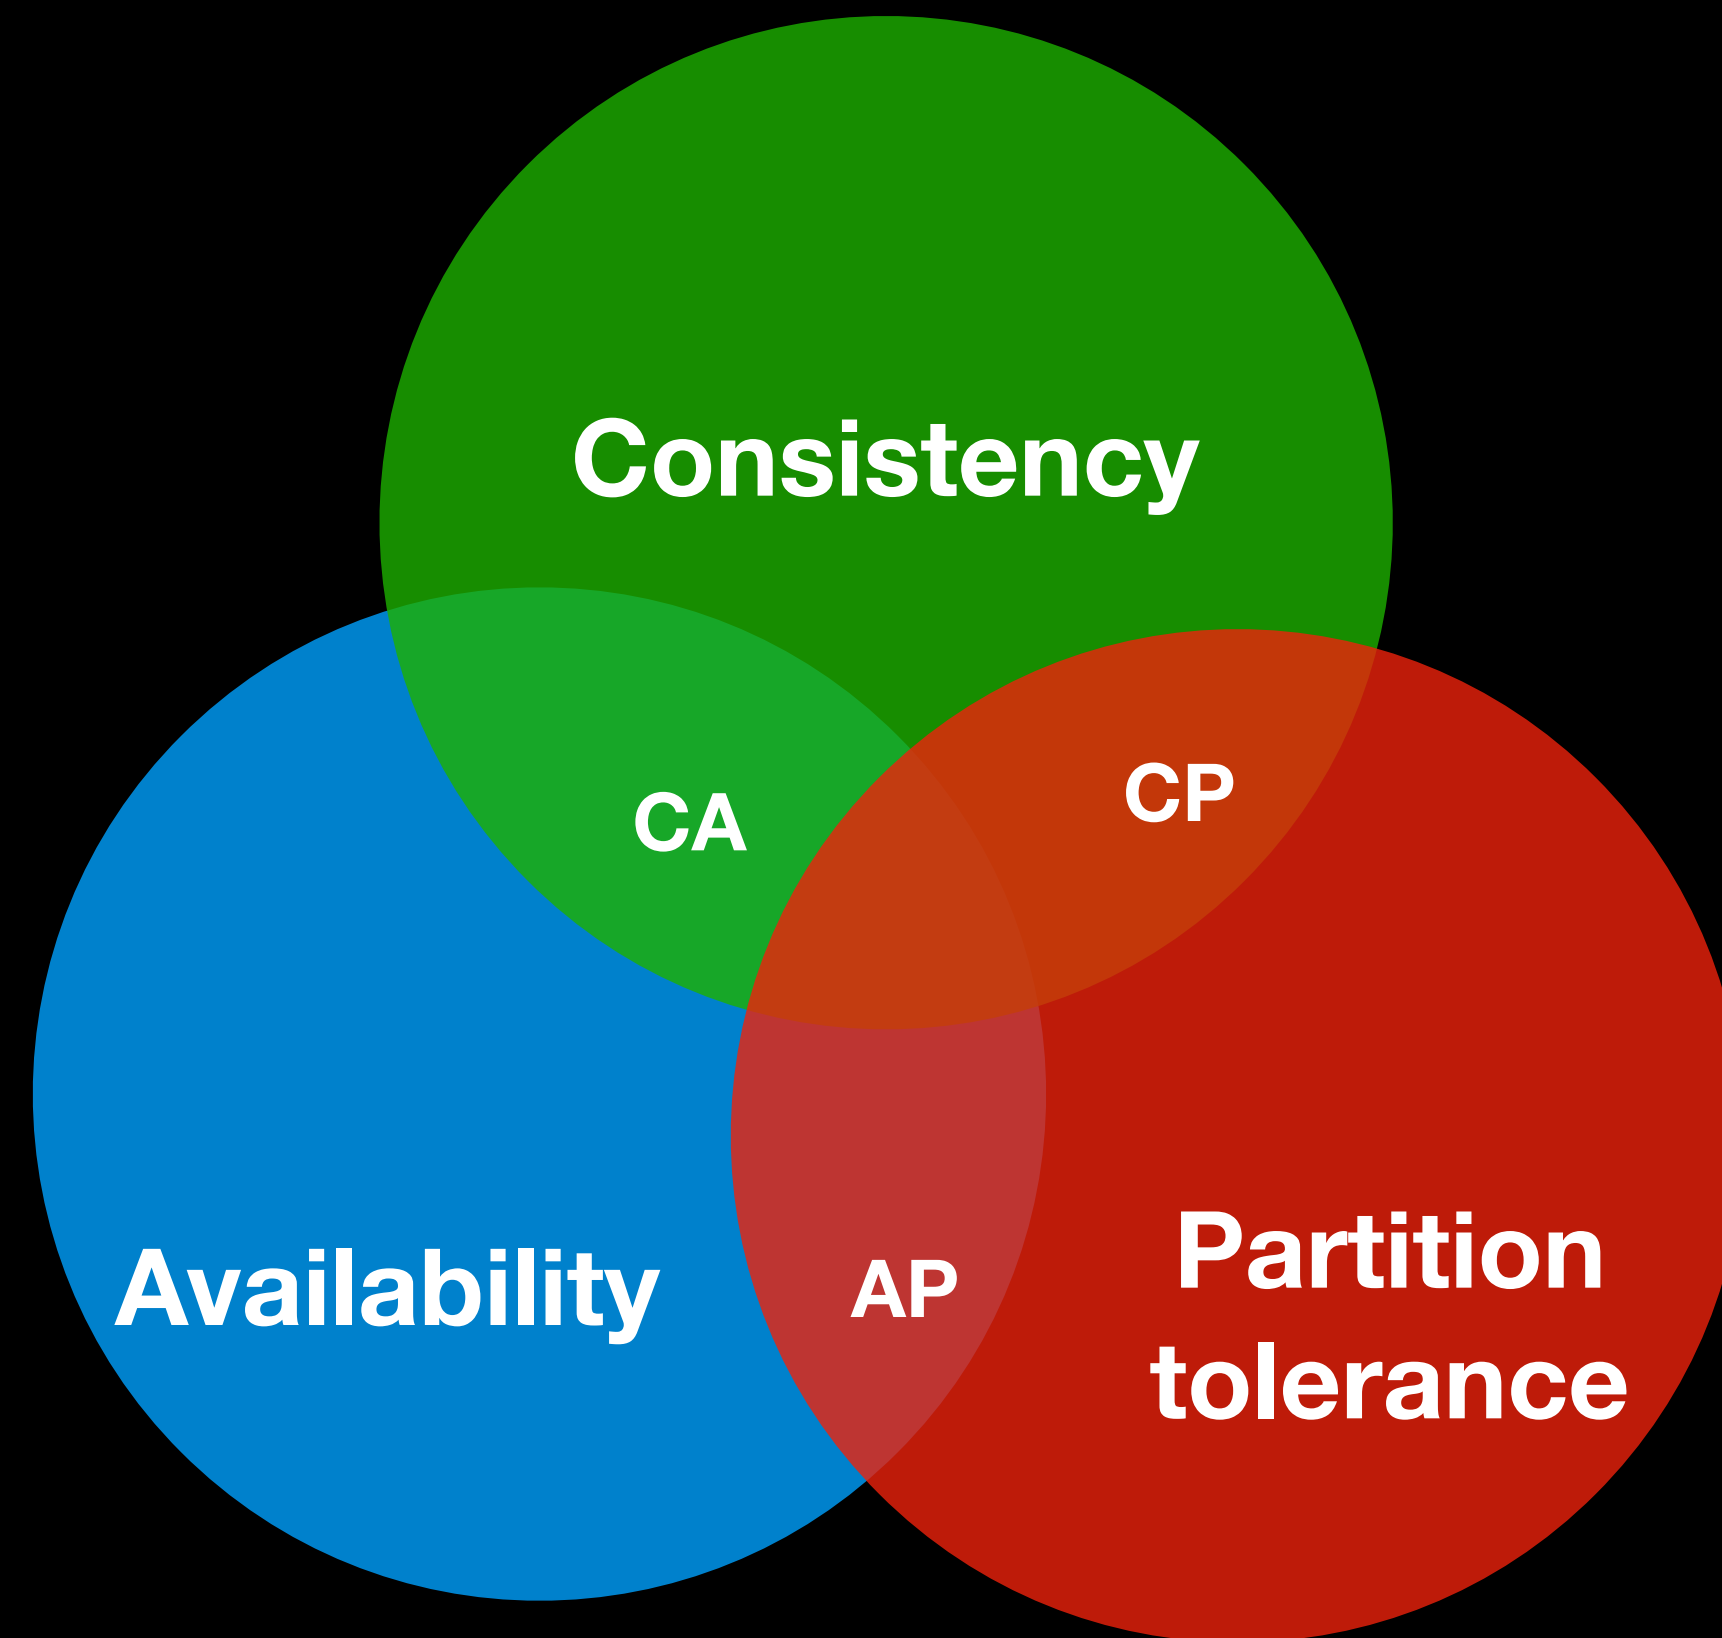 Consistency
CA
CP
Availability
AP
Partition
tolerance